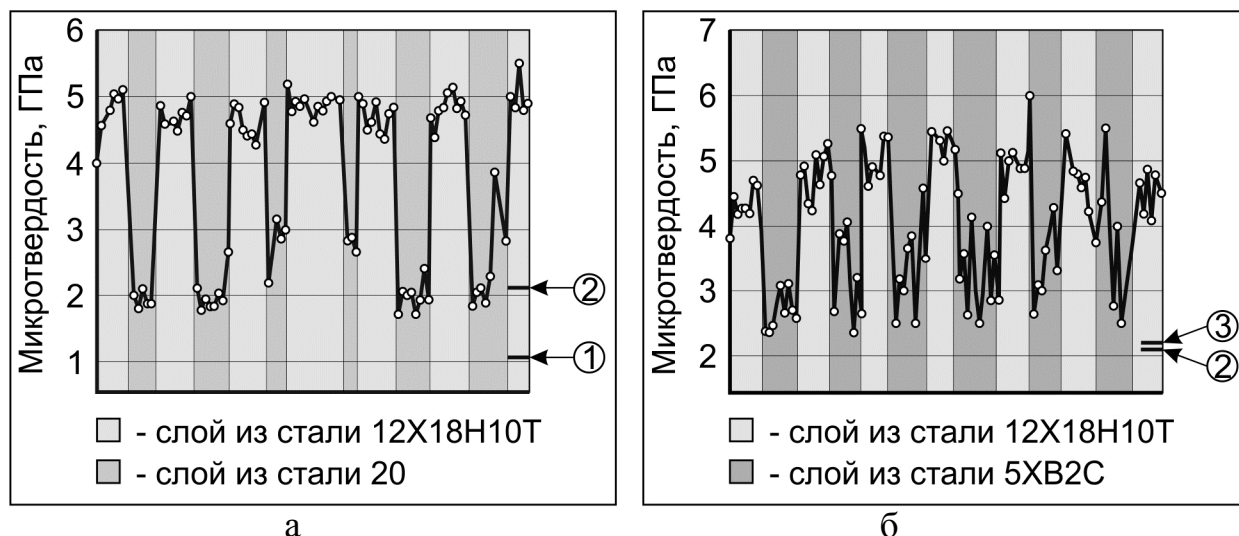 Микротвердость, ГПа
6
5
4
3
2
1
②
①
- слой из стали 12Х18Н10Т
- слой из стали 20
а
Микротвердость, ГПа
7
6
5
4
3
2
③
②
- слой из стали 12Х18Н10Т
- слой из стали 5ХВ2С
б